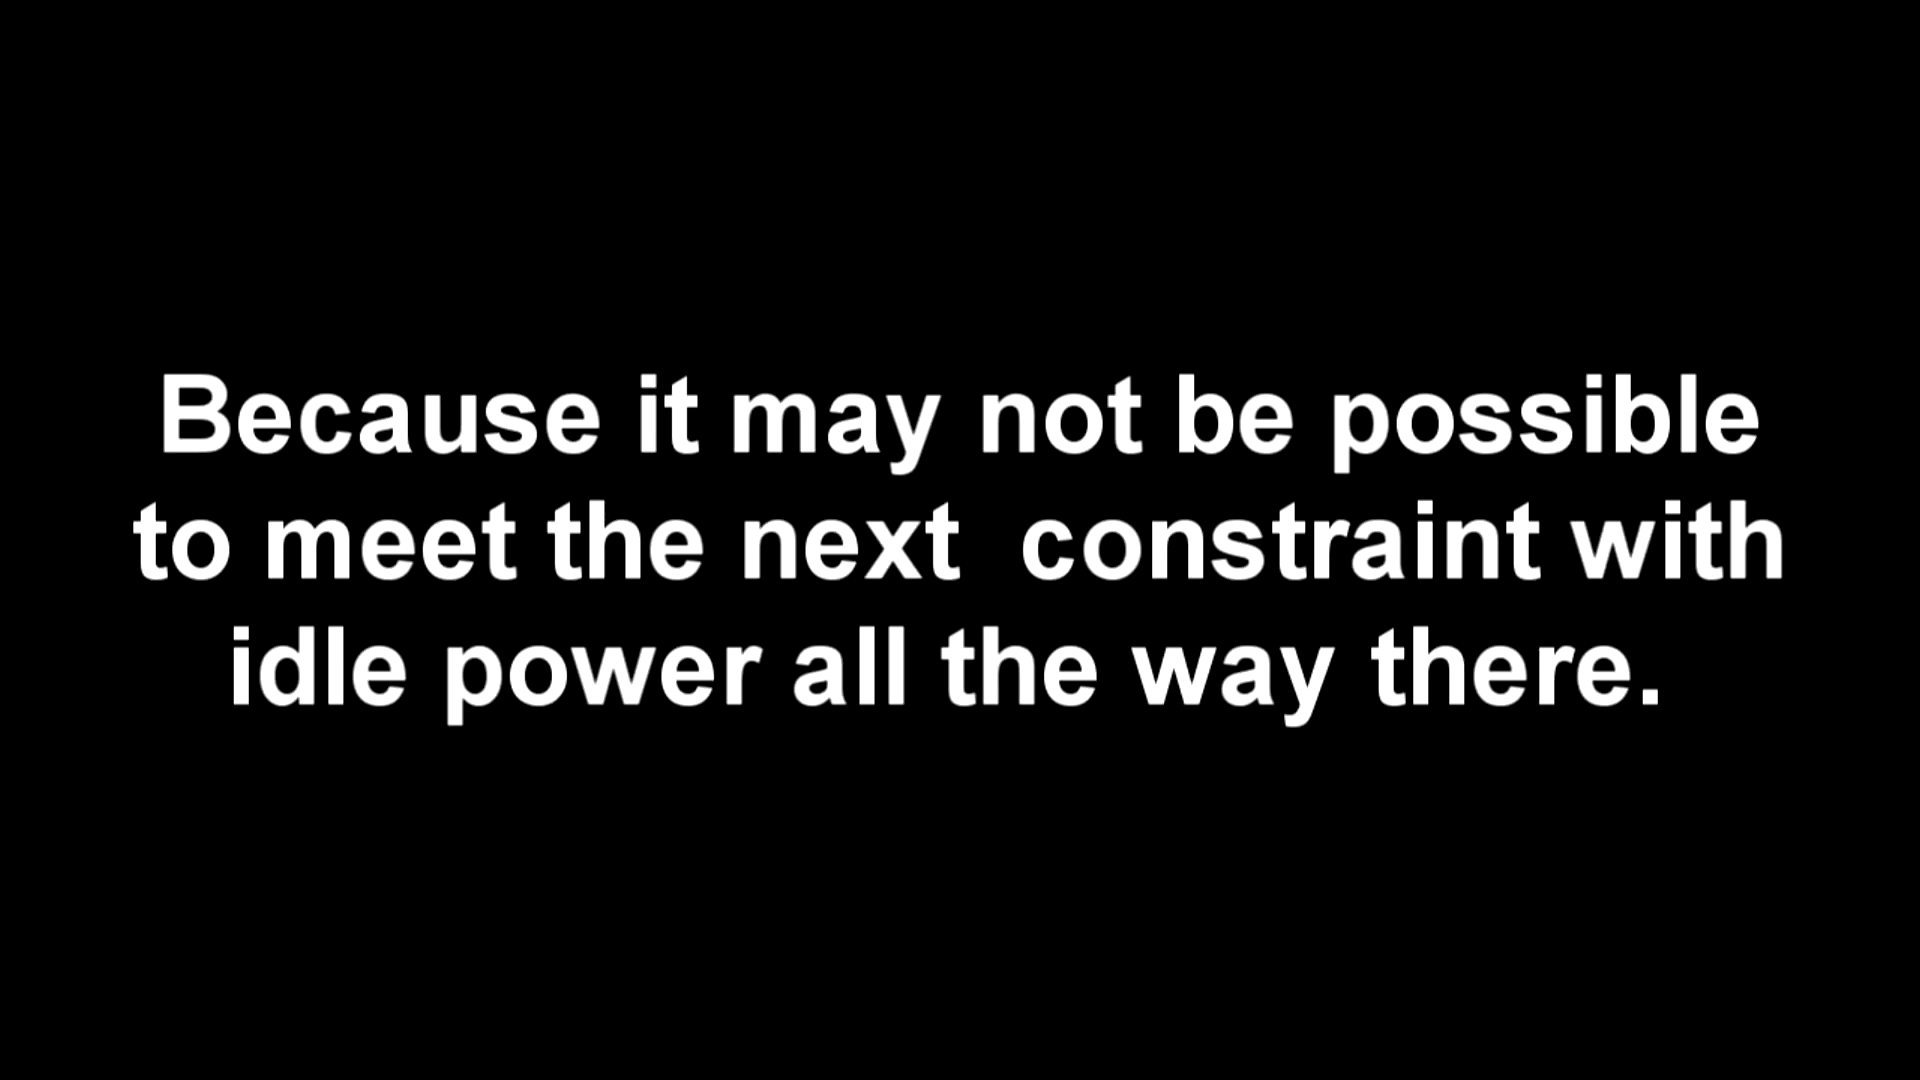 Because it may not be possible
to meet the next  constraint with
idle power all the way there.